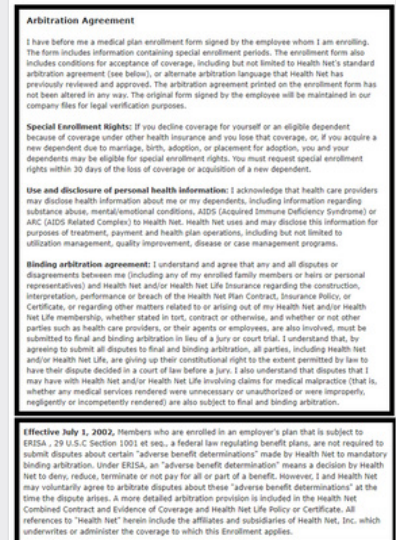 Arbitration Agreement
I have before me a medical plan enrollment form signed by the employee whom I am enrolling.
The form includes information containing special enrollment periods. The enrollment form also
includes conditions for acceptance of coverage, including but not limited to Health Net's standard
arbitration agreement (see below), or alternate arbitration language that Health Net has
previously reviewed and approved. The arbitration agreement printed on the enrollment form has
not been altered in any way. The original form signed by the employee will be maintained in our
company files for legal verification purposes.
Special Enrollment Rights: If you decline coverage for yourself or an eligible dependent
because of coverage under other health insurance and you lose that coverage, or, if you acquire a
new dependent due to marriage, birth, adoption, or placement for adoption, you and your
dependents may be eligible for special enrollment rights. You must request special enrollment
rights within 30 days of the loss of coverage or acquisition of a new dependent.
Use and disclosure of personal health information: I acknowledge that health care providers
may disclose health information about me or my dependents, including information regarding
substance abuse, mental/emotional conditions, AIDS (Acquired Immune Deficiency Syndrome) or
ARC (AIDS Related Complex) to Health Net. Health Net uses and may disclose this information for
purposes of treatment, payment and health plan operations, including but not limited to
utilization management, quality improvement, disease or case management programs.
Binding arbitration agreement: I understand and agree that any and all disputes or
disagreements between me (including any of my enrolled family members or heirs or personal
representatives) and Health Net and/or Health Net Life Insurance regarding the construction,
interpretation, performance or breach of the Health Net Plan Contract, Insurance Policy, or
Certificate, or regarding other matters related to or arising out of my Health Net and/or Health
Net Life membership, whether stated in tort, contract or otherwise, and whether or not other
parties such as health care providers, or their agents or employees, are also involved, must be
submitted to final and binding arbitration in lieu of a jury or court trial. I understand that, by
agreeing to submit all disputes to final and binding arbitration, all parties, including Health Net
and/or Health Net Life, are giving up their constitutional right to the extent permitted by law to
have their dispute decided in a court of law before a jury. I also understand that disputes that I
may have with Health Net and/or Health Net Life involving claims for medical malpractice (that is,
whether any medical services rendered were unnecessary or unauthorized or were improperly,
negligently or incompetently rendered) are also subject to final and binding arbitration.
Effective July 1, 2002, Members who are enrolled in an employer's plan that is subject to
ERISA , 29 U.S.C Section 1001 et seq., a federal law regulating benefit plans, are not required to
submit disputes about certain "adverse benefit determinations" made by Health Net to mandatory
binding arbitration. Under ERISA, an "adverse benefit determination" means a decision by Health
Net to deny, reduce, terminate or not pay for all or part of a benefit. However, I and Health Net
may voluntarily agree to arbitrate disputes about these "adverse benefit determinations" at the
time the dispute arises. A more detailed arbitration provision is included in the Health Net
Combined Contract and Evidence of Coverage and Health Net Life Policy or Certificate. All
references to "Health Net" herein include the affiliates and subsidiaries of Health Net, Inc. which
underwrites or administer the coverage to which this Enrollment applies.